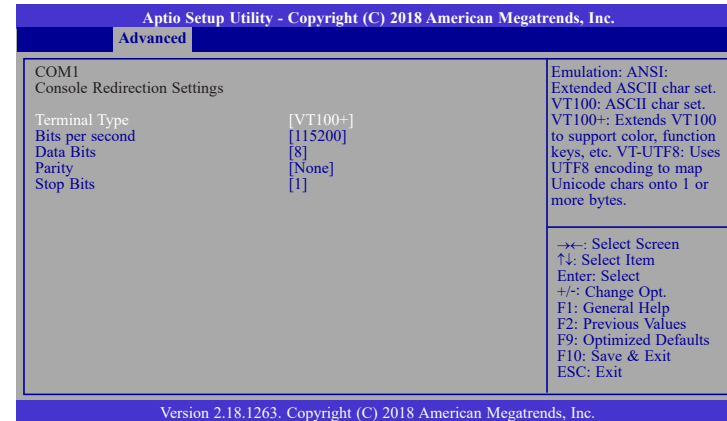 Aptio Setup Utility - Copyright (C) 2018 American Megatrends, Inc.
Advanced
COM1
Console Redirection Settings
Terminal Type [VT100+]
Bits per second [115200]
Data Bits [8]
Parity [None]
Stop Bits [1]
Emulation: ANSI:
Extended ASCII char set.
VT100: ASCII char set.
VT100+: Extends VT100
to support color, function
keys, etc. VT-UTF8: Uses
UTF8 encoding to map
Unicode chars onto 1 or
more bytes.
→←: Select Screen
↑↓: Select Item
Enter: Select
+/-: Change Opt.
F1: General Help
F2: Previous Values
F9: Optimized Defaults
F10: Save & Exit
ESC: Exit
Version 2.18.1263. Copyright (C) 2018 American Megatrends, Inc.